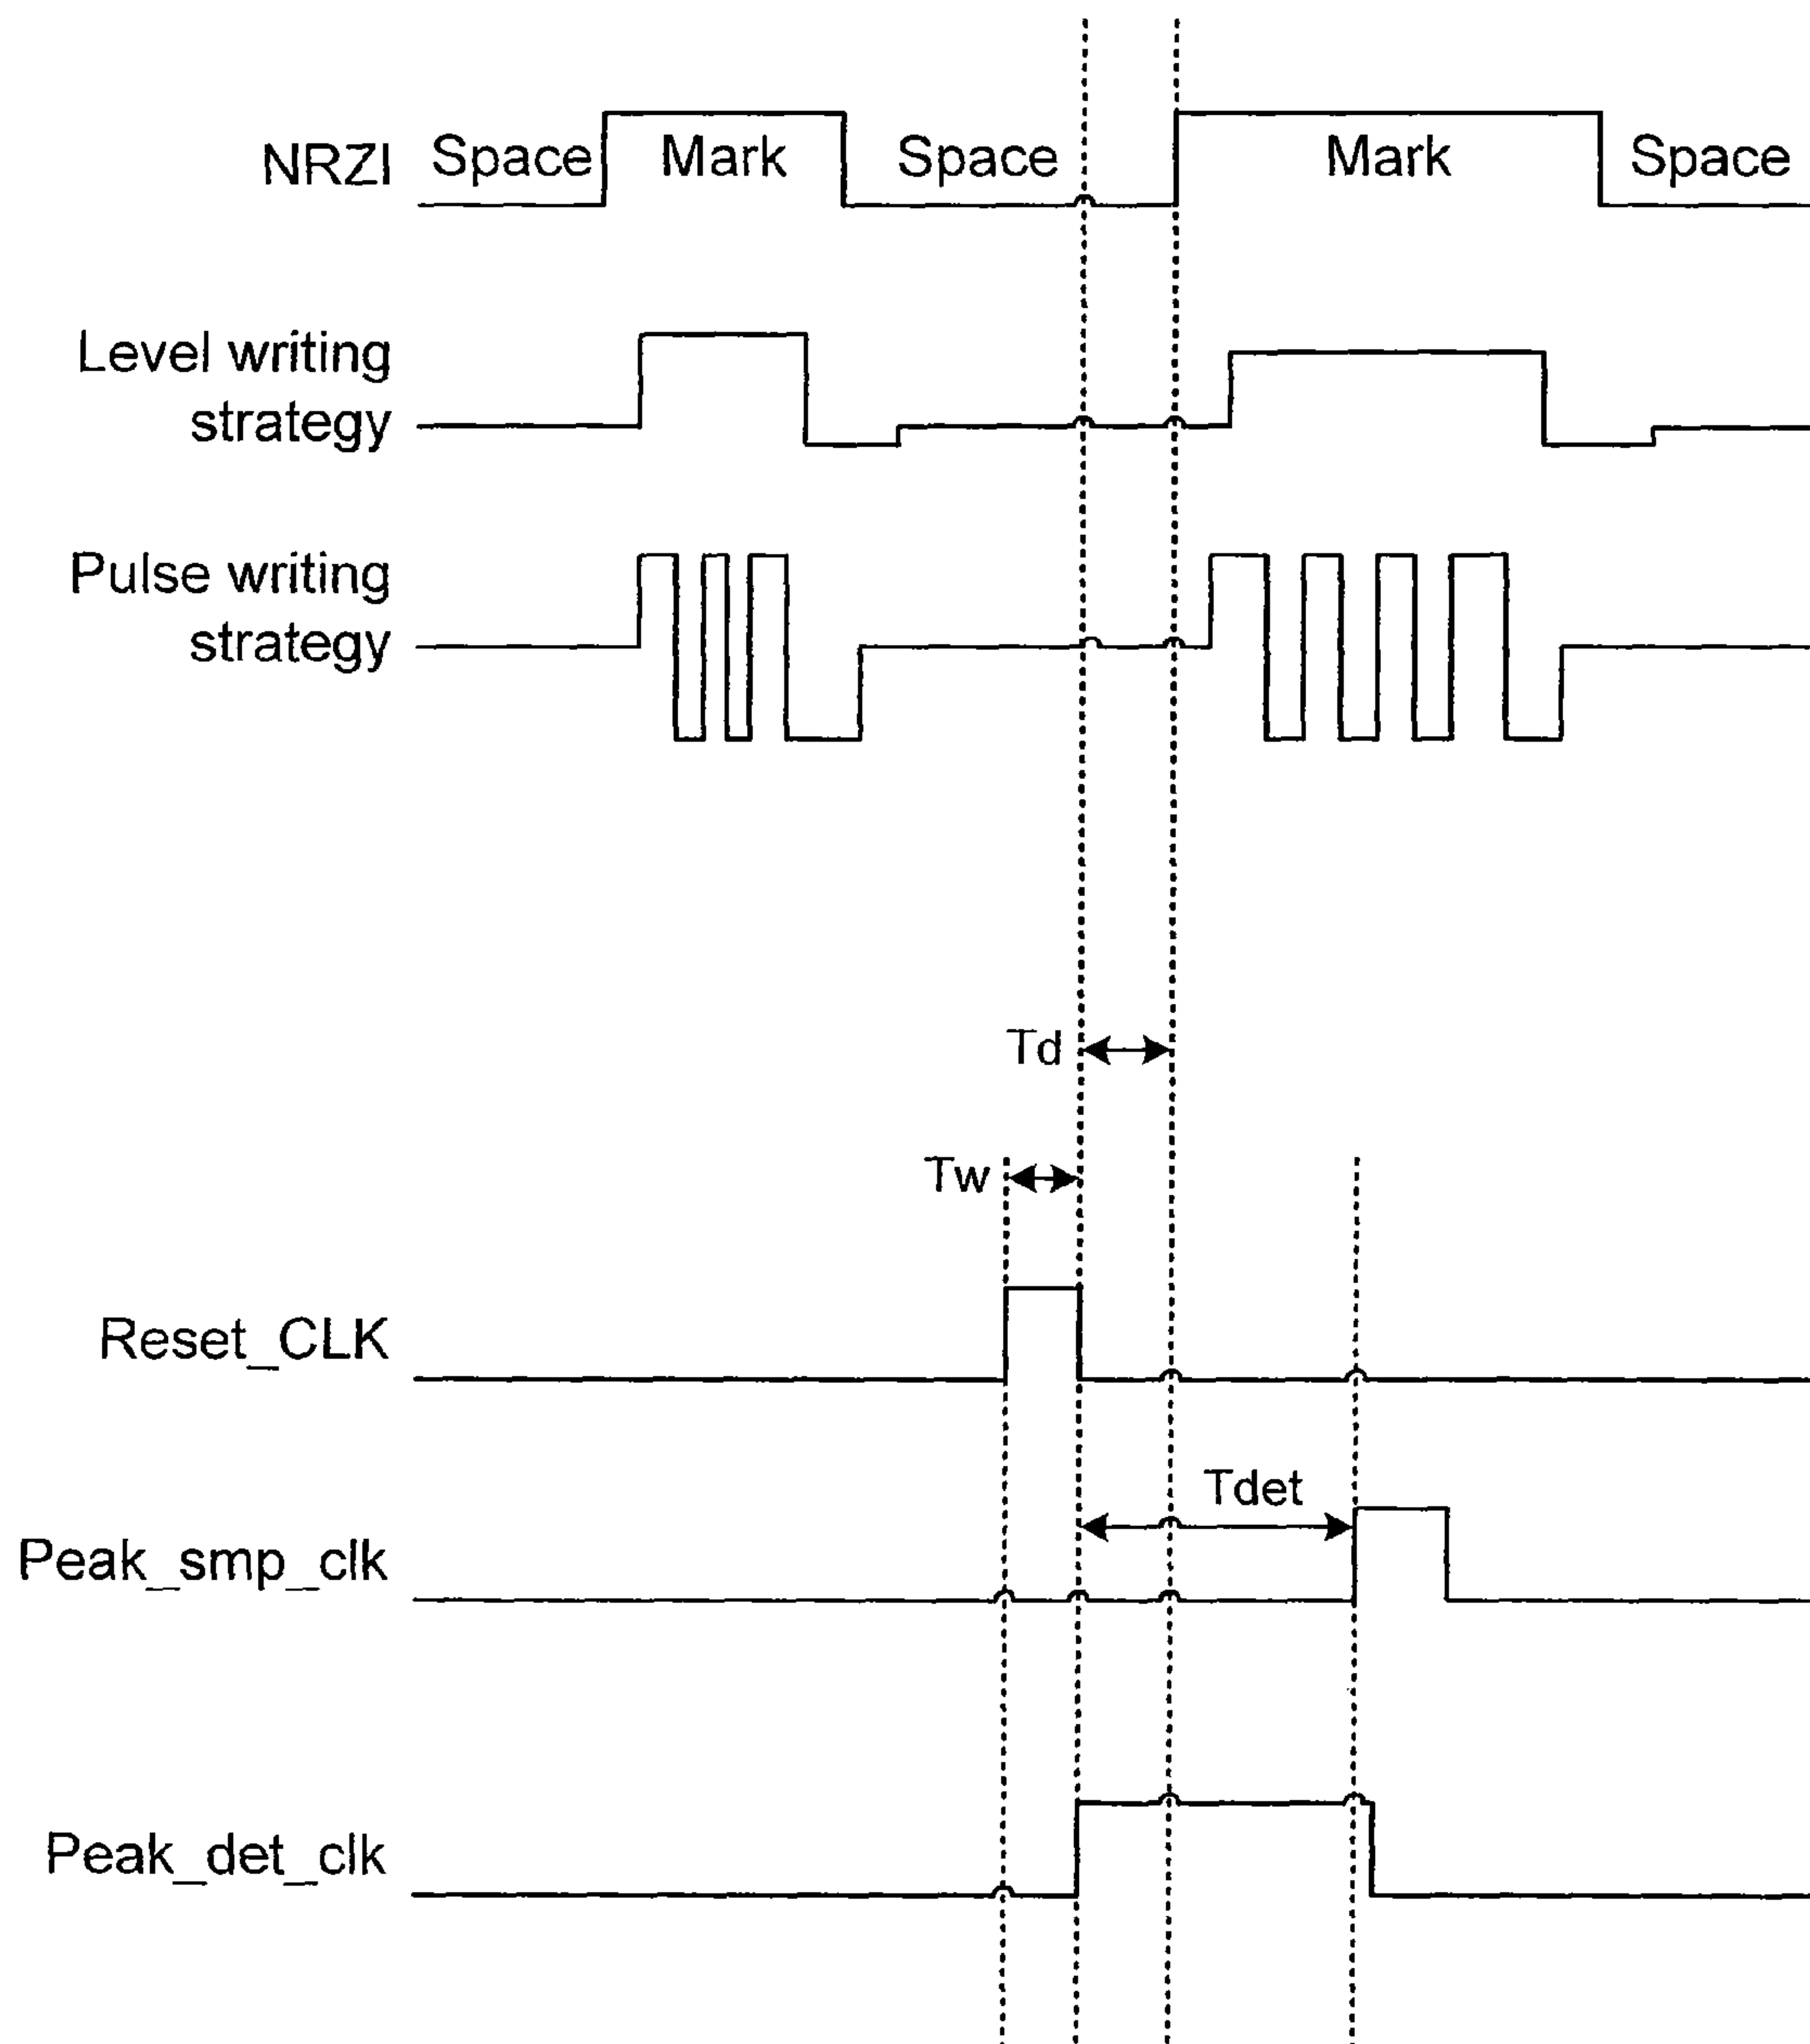 NRZI Space Mark Space Mark Space
Level writing
strategy
Pulse writing
strategy
Td
Tw
Reset_CLK
Tdet
Peak_smp_clk
Peak_det_clk